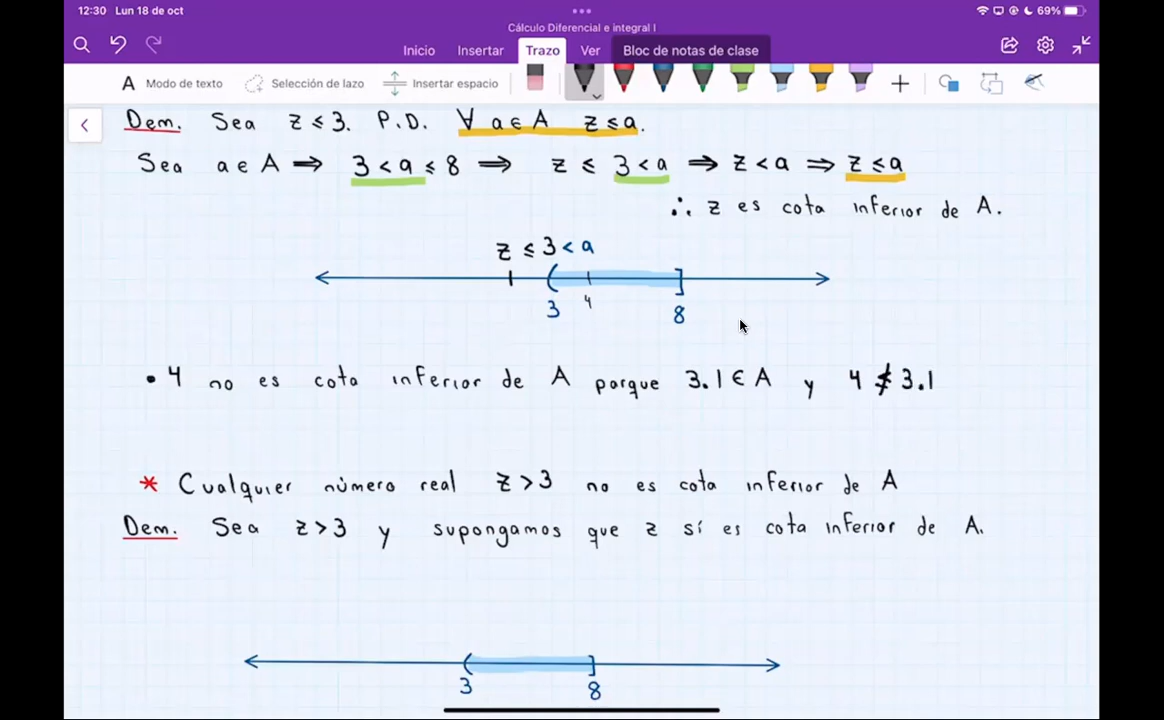 12:30 Lun 18 de oct
69%
Cálculo Diferencial e integral I
Inicio Insertar Trazo Ver Bloc de notas de clase
A Modo de texto Selección de lazo Insertar espacio
Dem. Sea z ≤ 3. P.D. ∀ a ∈ A z ≤ a.
Sea a ∈ A ⟹ 3 < a ≤ 8 ⟹ z ≤ 3 < a ⟹ z < a ⟹ z ≤ a
∴ z es cota inferior de A.
z ≤ 3 < a
3 4 8
• 4 no es cota inferior de A porque 3.1 ∈ A y 4 ≰ 3.1
* Cualquier número real z > 3 no es cota inferior de A
Dem. Sea z > 3 y supongamos que z sí es cota inferior de A.
3 8